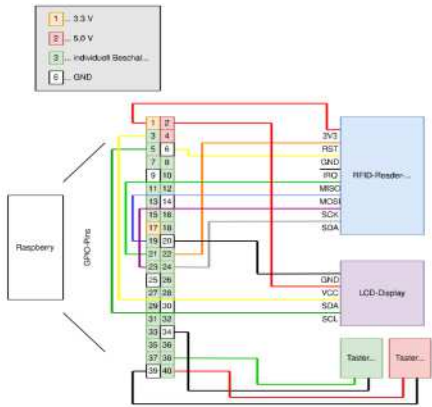 1 ... 3.3 V
2 ... 5,0 V
3 ... individuell Beschal...
6 ... GND
1 2
3 4
5 6
7 8
9 10
11 12
13 14
15 16
17 18
19 20
21 22
23 24
25 26
27 28
29 30
31 32
33 34
35 36
37 38
39 40
Raspberry
GPIO-Pins
3V3
RST
GND
IRQ
MISO
MOSI
SCK
SDA
RFID-Reader-...
GND
VCC
SDA
SCL
LCD-Display
Taster...
Taster...